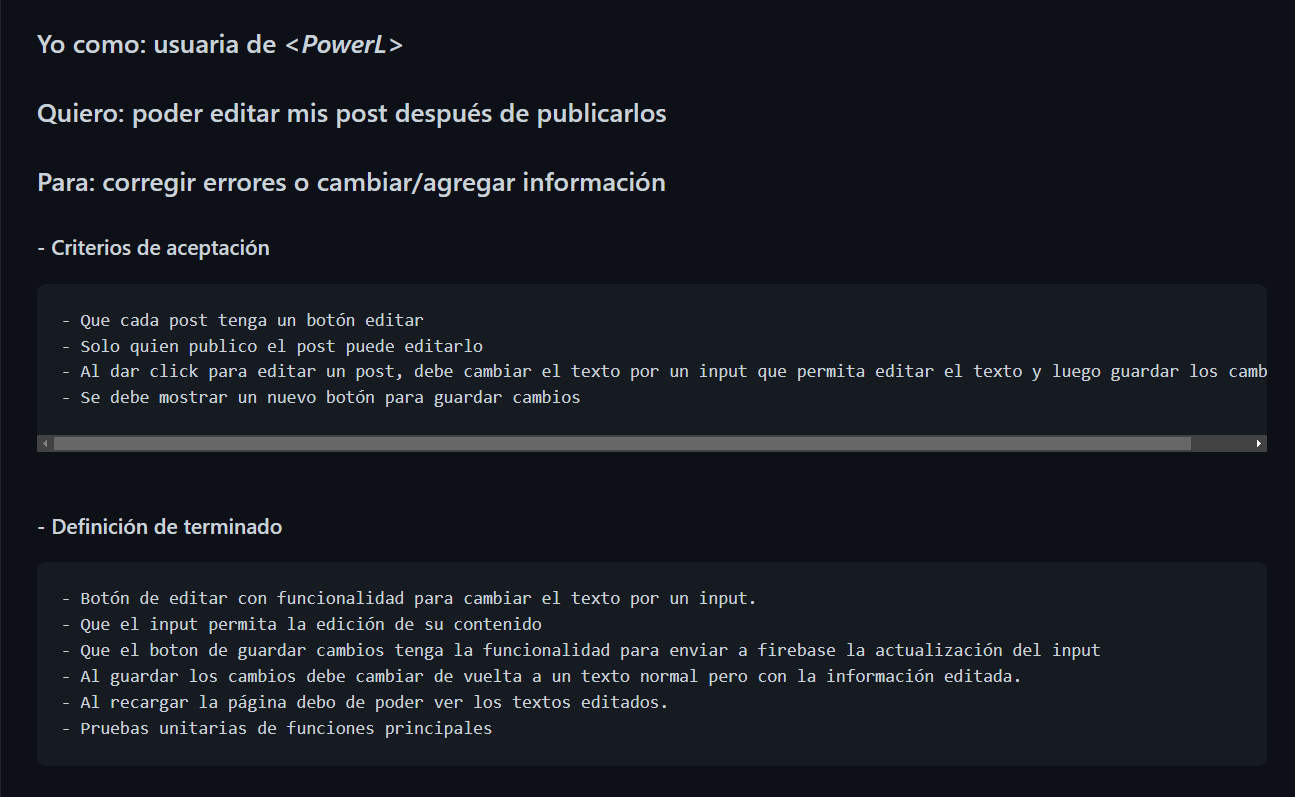 Yo como: usuaria de <PowerL>
Quiero: poder editar mis post después de publicarlos
Para: corregir errores o cambiar/agregar información
- Criterios de aceptación
- Que cada post tenga un botón editar
- Solo quien publico el post puede editarlo
- Al dar click para editar un post, debe cambiar el texto por un input que permita editar el texto y luego guardar los camb
- Se debe mostrar un nuevo botón para guardar cambios
- Definición de terminado
- Botón de editar con funcionalidad para cambiar el texto por un input.
- Que el input permita la edición de su contenido
- Que el boton de guardar cambios tenga la funcionalidad para enviar a firebase la actualización del input
- Al guardar los cambios debe cambiar de vuelta a un texto normal pero con la información editada.
- Al recargar la página debo de poder ver los textos editados.
- Pruebas unitarias de funciones principales